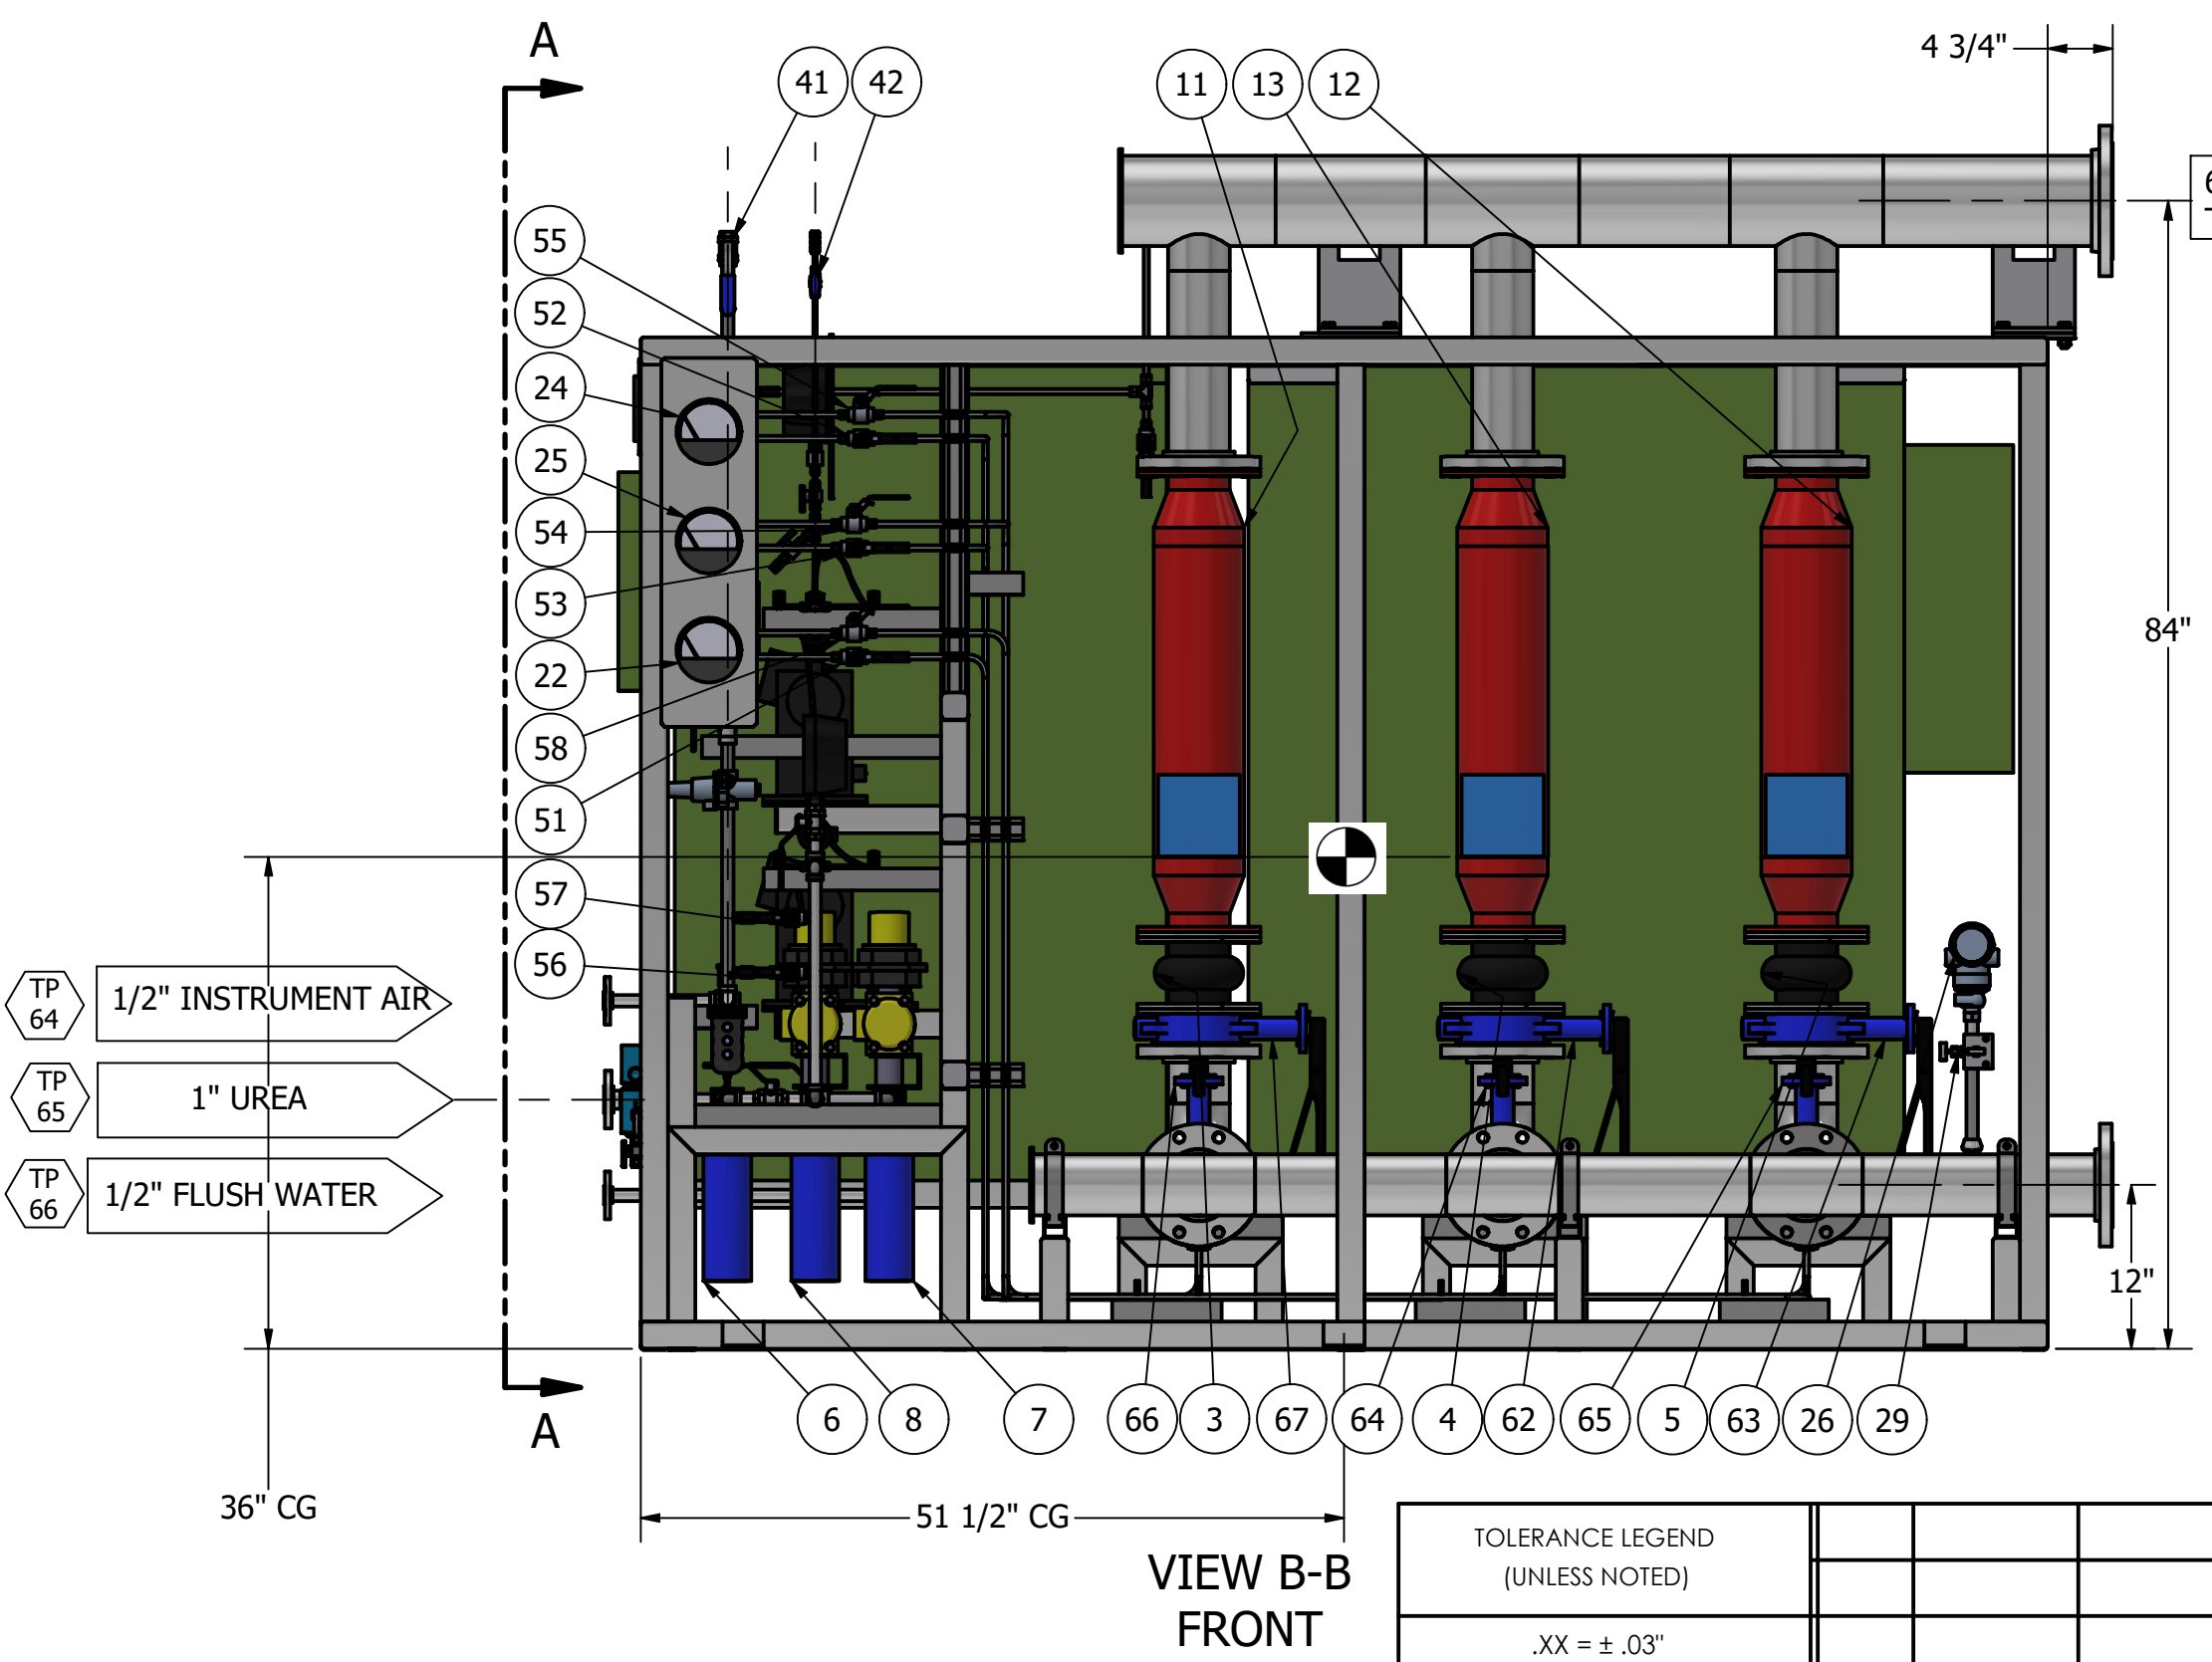 A
41
42
11
13
12
4 3/4"
55
52
24
25
54
53
22
58
51
57
56
84"
TP
64
1/2" INSTRUMENT AIR
TP
65
1" UREA
TP
66
1/2" FLUSH WATER
12"
A
6
8
7
66
3
67
64
4
62
65
5
63
26
29
36" CG
51 1/2" CG
VIEW B-B
FRONT
TOLERANCE LEGEND
(UNLESS NOTED)
.XX = ± .03"